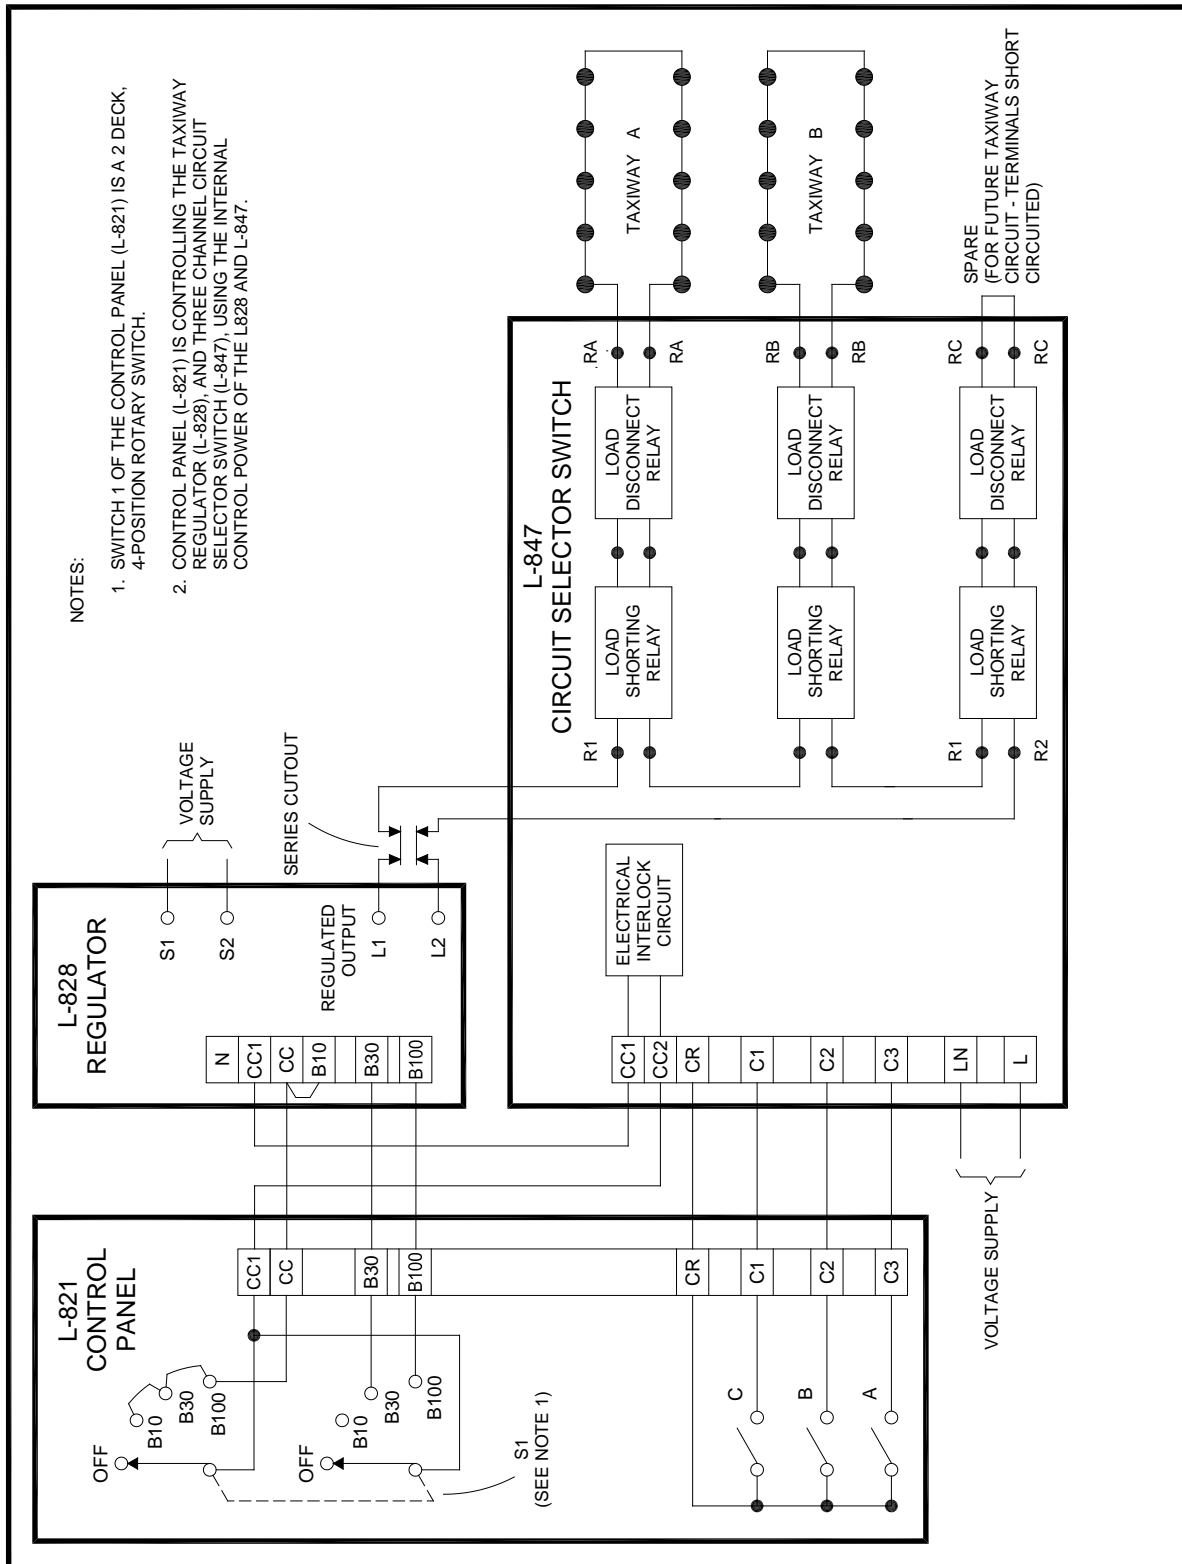 NOTES:
1. SWITCH 1 OF THE CONTROL PANEL (L-821) IS A 2 DECK,
4-POSITION ROTARY SWITCH.
2. CONTROL PANEL (L-821) IS CONTROLLING THE TAXIWAY
REGULATOR (L-828), AND THREE CHANNEL CIRCUIT
SELECTOR SWITCH (L-847), USING THE INTERNAL
CONTROL POWER OF THE L828 AND L-847.
L-821
CONTROL
PANEL
OFF
B10
B30
B100
OFF
B10
B30
B100
S1
(SEE NOTE 1)
C
B
A
CC1
CC
B30
B100
CR
C1
C2
C3
L-828
REGULATOR
N
CC1
CC
B10
B30
B100
S1
S2
VOLTAGE
SUPPLY
REGULATED
OUTPUT
L1
L2
SERIES CUTOUT
L-847
CIRCUIT SELECTOR SWITCH
CC1
CC2
CR
C1
C2
C3
LN
L
VOLTAGE SUPPLY
ELECTRICAL
INTERLOCK
CIRCUIT
R1
LOAD
SHORTING
RELAY
LOAD
DISCONNECT
RELAY
RA
RA
TAXIWAY A
LOAD
SHORTING
RELAY
LOAD
DISCONNECT
RELAY
RB
RB
TAXIWAY B
R1
R2
LOAD
SHORTING
RELAY
LOAD
DISCONNECT
RELAY
RC
RC
SPARE
(FOR FUTURE TAXIWAY
CIRCUIT - TERMINALS SHORT
CIRCUITED)